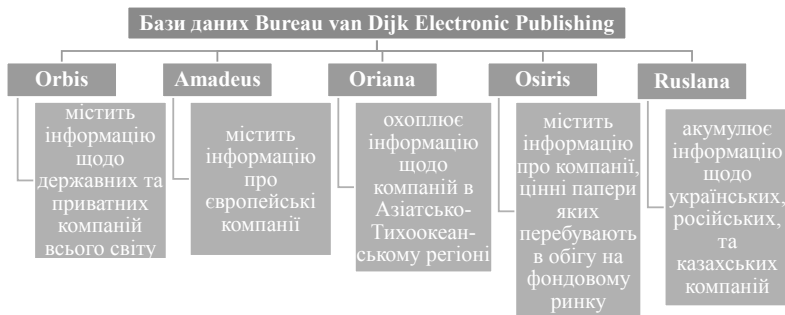 Бази даних Bureau van Dijk Electronic Publishing
Orbis
містить
інформацію
щодо
державних та
приватних
компаній
всього світу
Amadeus
містить
інформацію
про
європейські
компанії
Oriana
охоплює
інформацію
щодо
компаній в
Азіатсько-
Тихоокеан-
ському регіоні
Osiris
містить
інформацію
про компанії,
цінні папери
яких
перебувають
в обігу на
фондовому
ринку
Ruslana
акумулює
інформацію
щодо
українських,
російських,
та
казахських
компаній